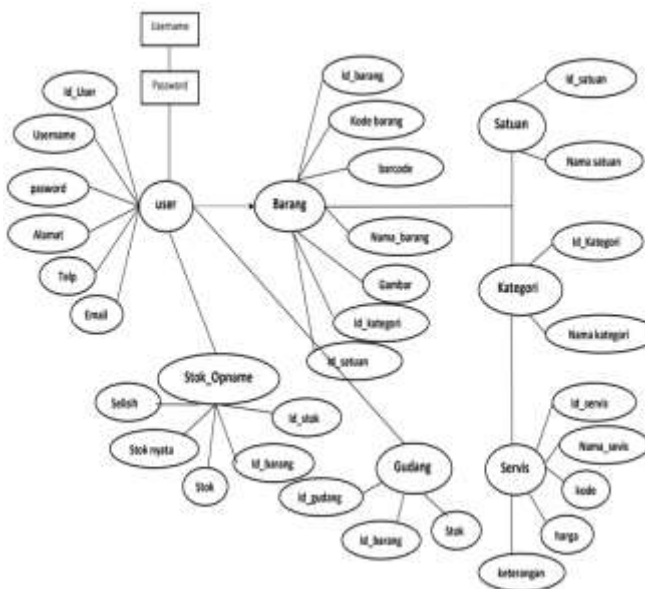 Username
Password
Id_User
Username
pasword
Alamat
Telp
Email
user
Id_barang
Kode barang
barcode
Barang
Nama_barang
Gambar
Id_kategori
Id_satuan
Id_satuan
Satuan
Nama satuan
Id_Kategori
Kategori
Nama kategori
Stok_Opname
Selisih
Stok nyata
Stok
Id_barang
Id_stok
Gudang
Id_gudang
Id_barang
Stok
Id_servis
Nama_sevis
Servis
kode
harga
keterangan